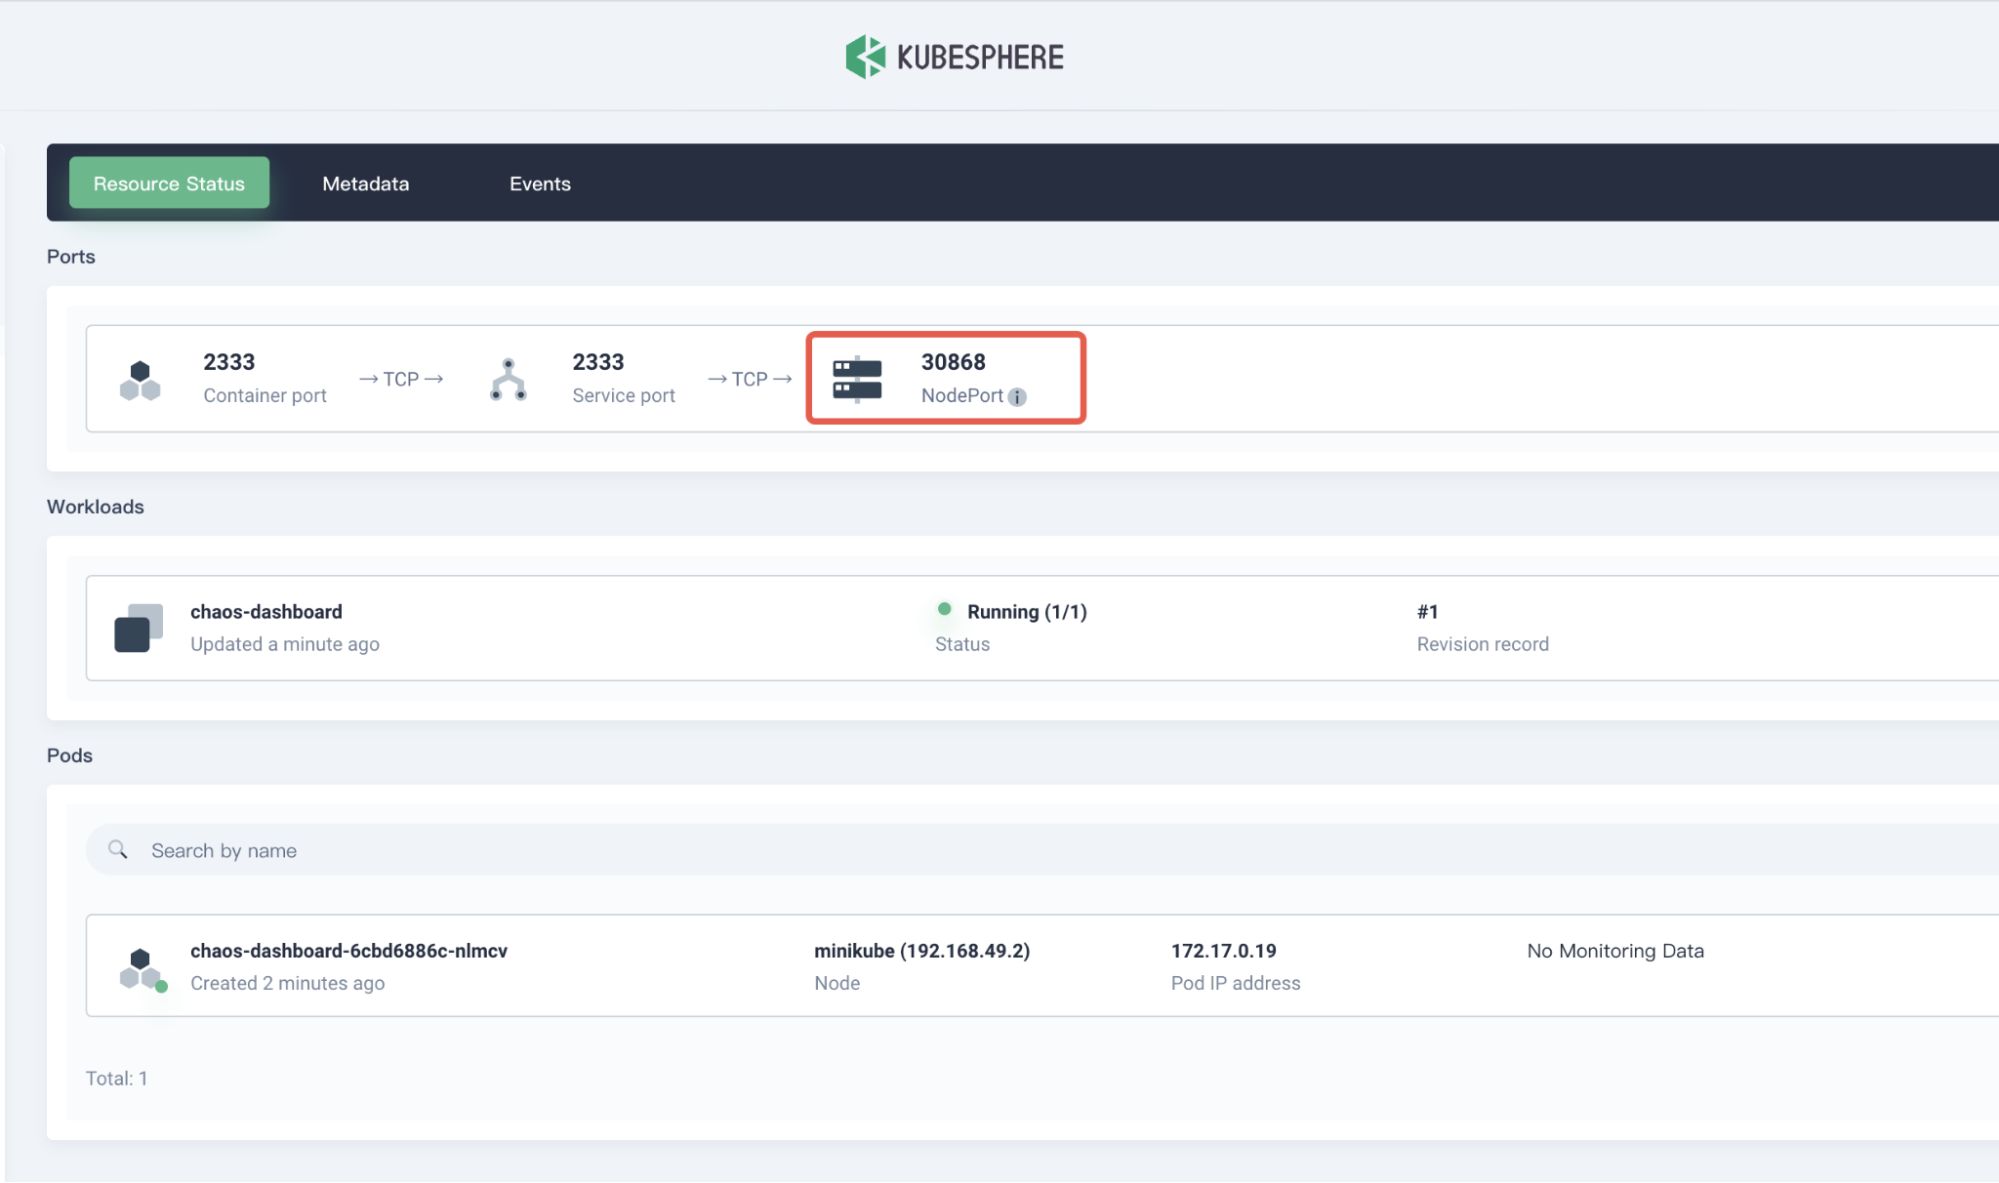 KUBESPHERE
Resource Status Metadata Events
Ports
2333 2333 30868
Container port → TCP → Service port → TCP → NodePort
Workloads
chaos-dashboard Running (1/1) #1
Updated a minute ago Status Revision record
Pods
Search by name
chaos-dashboard-6cbd6886c-nlmcv minikube (192.168.49.2) 172.17.0.19 No Monitoring Data
Created 2 minutes ago Node Pod IP address
Total: 1